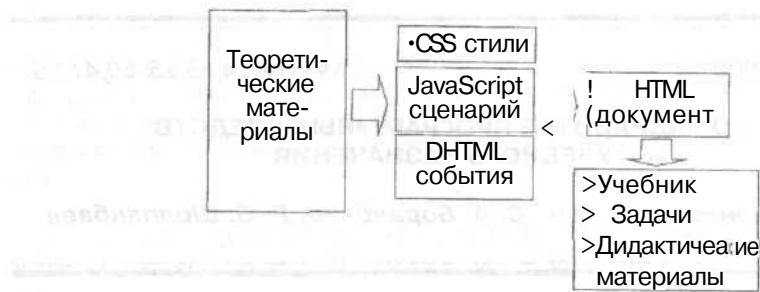 Теорети-
ческие
мате-
риалы
•CSS стили
JavaScript
сценарий
DHTML
события
<
! HTML
(документ
>Учебник
> Задачи
>Дидактичеаие
материалы